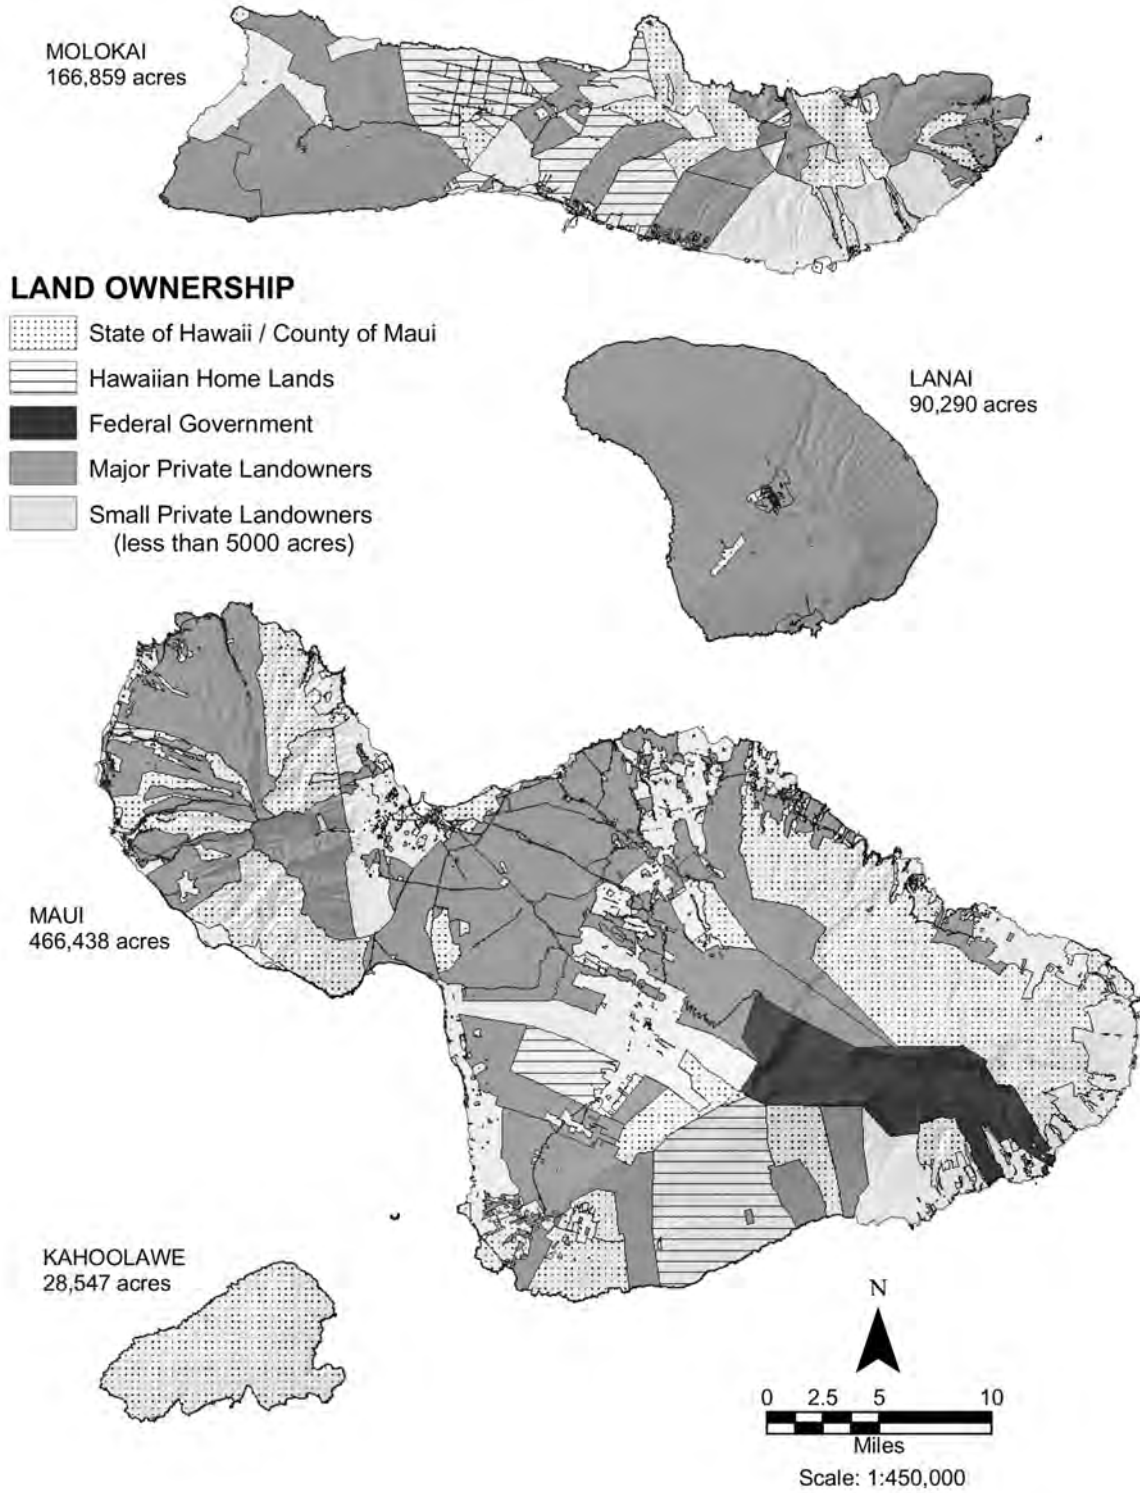 MOLOKAI
166,859 acres
LAND OWNERSHIP
State of Hawaii / County of Maui
Hawaiian Home Lands
Federal Government
Major Private Landowners
Small Private Landowners
(less than 5000 acres)
LANAI
90,290 acres
MAUI
466,438 acres
KAHOOLAWE
28,547 acres
N
0 2.5 5 10
Miles
Scale: 1:450,000